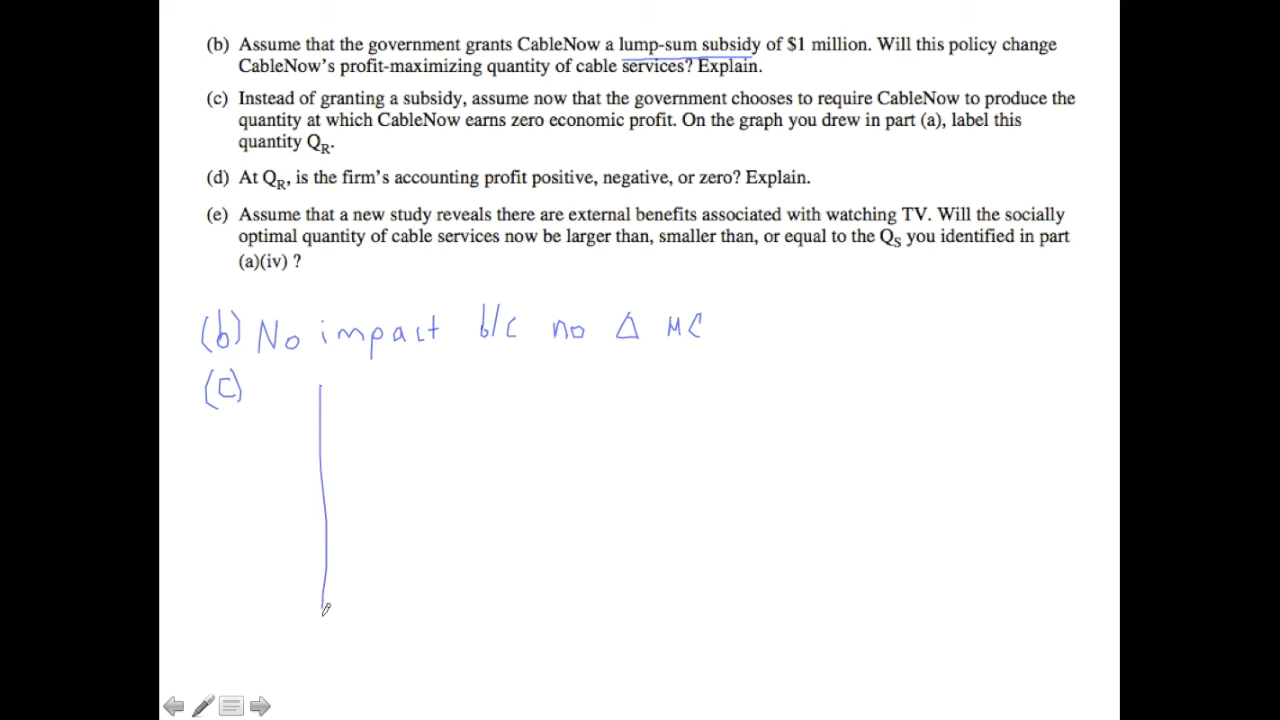 (b) Assume that the government grants CableNow a lump-sum subsidy of $1 million. Will this policy change
CableNow's profit-maximizing quantity of cable services? Explain.
(c) Instead of granting a subsidy, assume now that the government chooses to require CableNow to produce the
quantity at which CableNow earns zero economic profit. On the graph you drew in part (a), label this
quantity QR.
(d) At QR, is the firm's accounting profit positive, negative, or zero? Explain.
(e) Assume that a new study reveals there are external benefits associated with watching TV. Will the socially
optimal quantity of cable services now be larger than, smaller than, or equal to the QS you identified in part
(a)(iv) ?
(b) No impact b/c no Δ MC
(c)